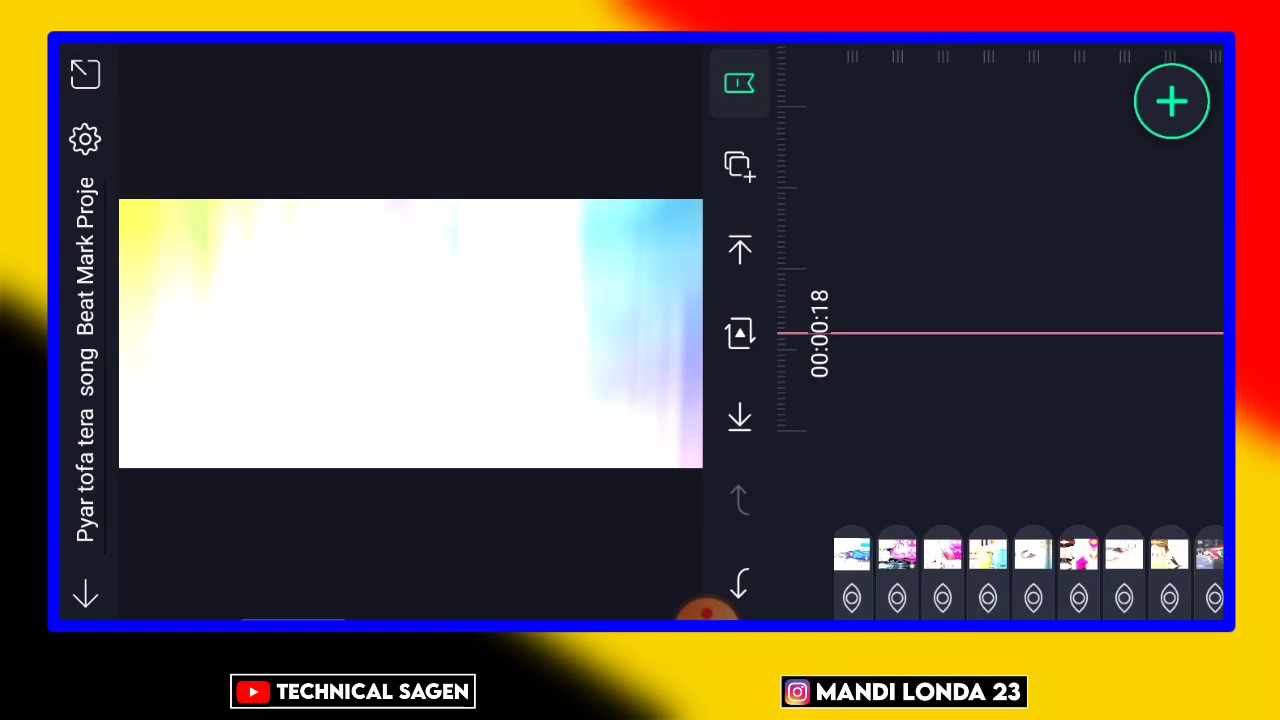 Pyar tofa tera song Beat Mark Proje
00:00:18
TECHNICAL SAGEN
MANDI LONDA 23